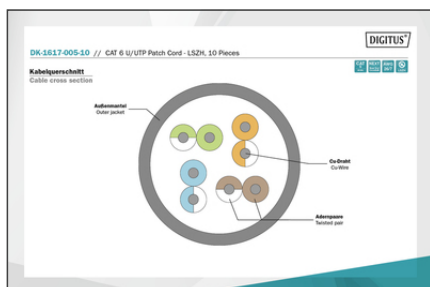 DIGITUS®
DK-1617-005-10 // CAT 6 U/UTP Patch Cord - LSZH, 10 Pieces
Kabelquerschnitt
Cable cross section
Außenmantel
Outer jacket
Cu-Draht
Cu-Wire
Adernpaare
Twisted pair